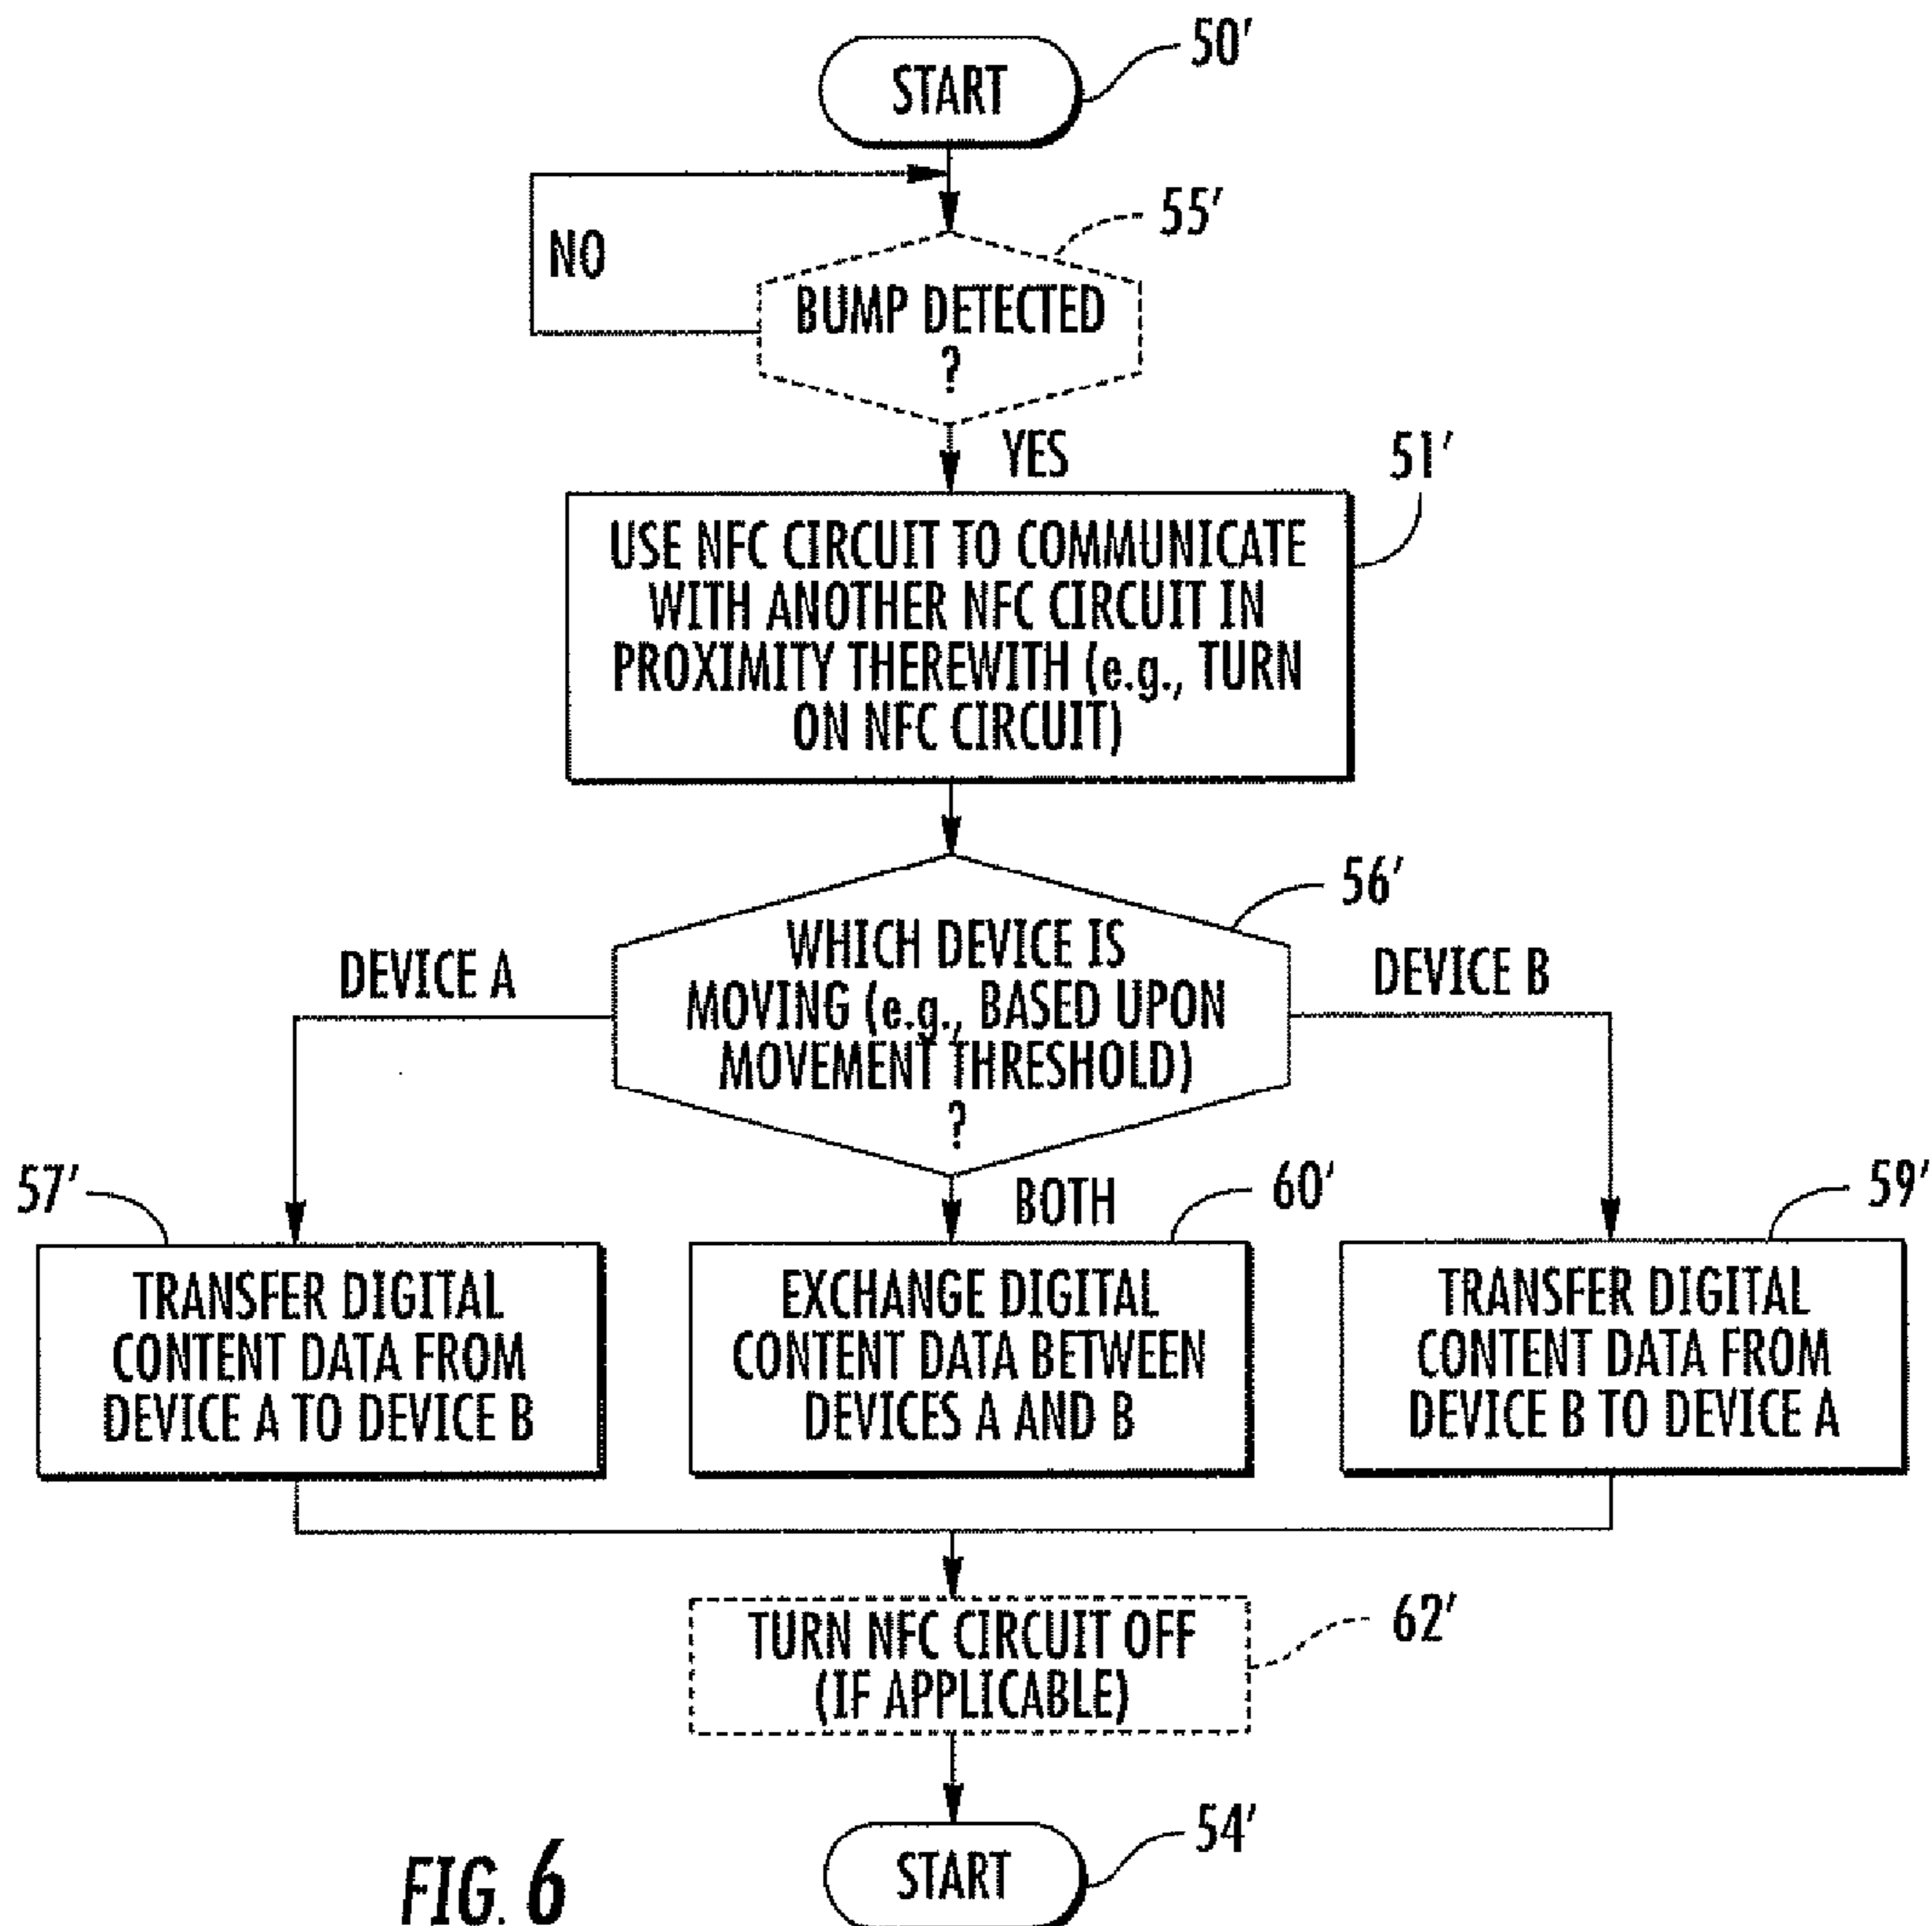 START
50'
NO
55'
BUMP DETECTED
?
YES
51'
USE NFC CIRCUIT TO COMMUNICATE
WITH ANOTHER NFC CIRCUIT IN
PROXIMITY THEREWITH (e.g., TURN
ON NFC CIRCUIT)
56'
DEVICE A
WHICH DEVICE IS
MOVING (e.g., BASED UPON
MOVEMENT THRESHOLD)
?
DEVICE B
57'
BOTH
60'
59'
TRANSFER DIGITAL
CONTENT DATA FROM
DEVICE A TO DEVICE B
EXCHANGE DIGITAL
CONTENT DATA BETWEEN
DEVICES A AND B
TRANSFER DIGITAL
CONTENT DATA FROM
DEVICE B TO DEVICE A
TURN NFC CIRCUIT OFF
(IF APPLICABLE)
62'
START
54'
FIG. 6